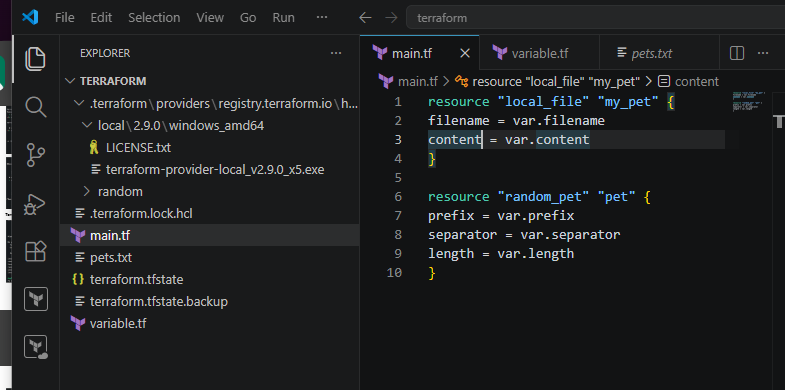 File Edit Selection View Go Run ··· terraform
EXPLORER ···
TERRAFORM
.terraform\providers\registry.terraform.io\h...
local\2.9.0\windows_amd64
LICENSE.txt
terraform-provider-local_v2.9.0_x5.exe
random
.terraform.lock.hcl
main.tf
pets.txt
{} terraform.tfstate
terraform.tfstate.backup
variable.tf
main.tf variable.tf pets.txt ···
main.tf > resource "local_file" "my_pet" > content
1 resource "local_file" "my_pet" {
2 filename = var.filename
3 content = var.content
4 }
5
6 resource "random_pet" "pet" {
7 prefix = var.prefix
8 separator = var.separator
9 length = var.length
10 }